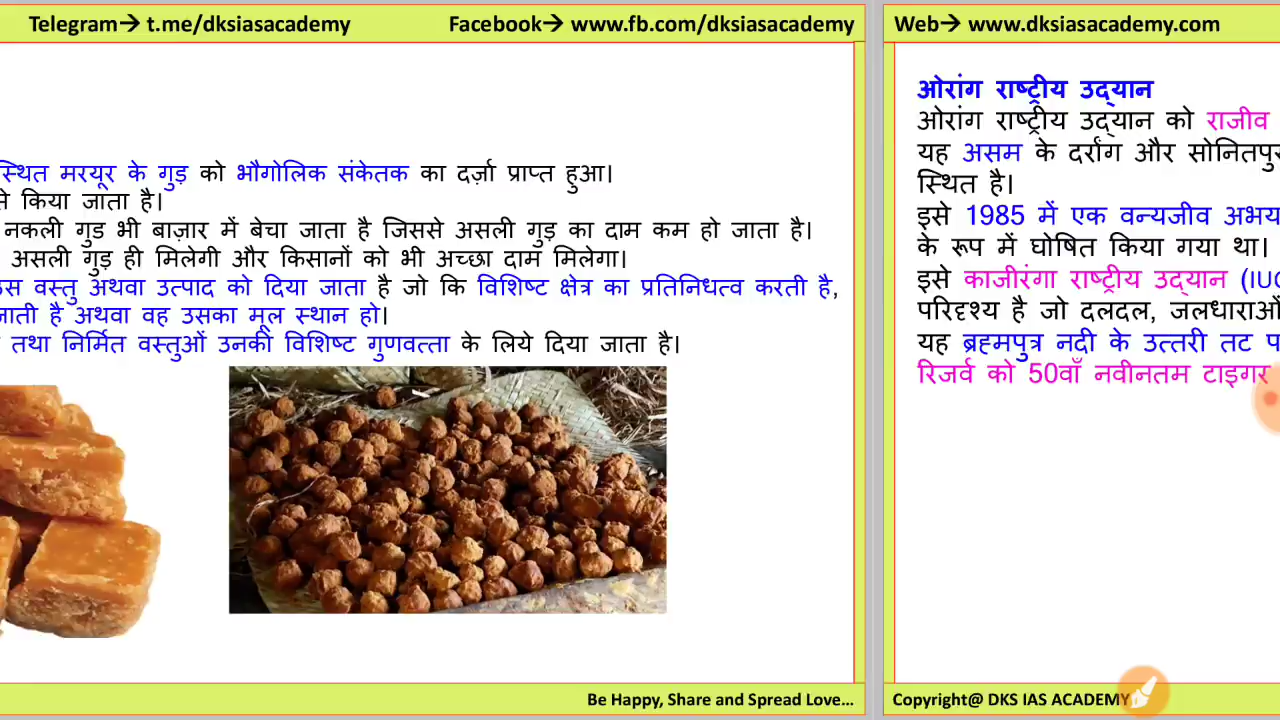 Telegram→ t.me/dksiasacademy
Facebook→ www.fb.com/dksiasacademy
स्थित मरयूर के गुड़ को भौगोलिक संकेतक का दर्ज़ा प्राप्त हुआ।
से किया जाता है।
नकली गुड़ भी बाज़ार में बेचा जाता है जिससे असली गुड़ का दाम कम हो जाता है।
असली गुड़ ही मिलेगी और किसानों को भी अच्छा दाम मिलेगा।
वस्तु अथवा उत्पाद को दिया जाता है जो कि विशिष्ट क्षेत्र का प्रतिनिधत्व करती है,
जाती है अथवा वह उसका मूल स्थान हो।
तथा निर्मित वस्तुओं उनकी विशिष्ट गुणवत्ता के लिये दिया जाता है।
Be Happy, Share and Spread Love…
Web→ www.dksiasacademy.com
ओरांग राष्ट्रीय उद्यान
ओरांग राष्ट्रीय उद्यान को राजीव
यह असम के दर्रांग और सोनितपुर
स्थित है।
इसे 1985 में एक वन्यजीव
के रूप में घोषित किया गया था।
इसे काजीरंगा राष्ट्रीय उद्यान
परिदृश्य है जो दलदल, जलधाराओं
यह ब्रह्मपुत्र नदी के उत्तरी तट
रिजर्व को 50वाँ नवीनतम टाइगर
Copyright@ DKS IAS ACADEMY